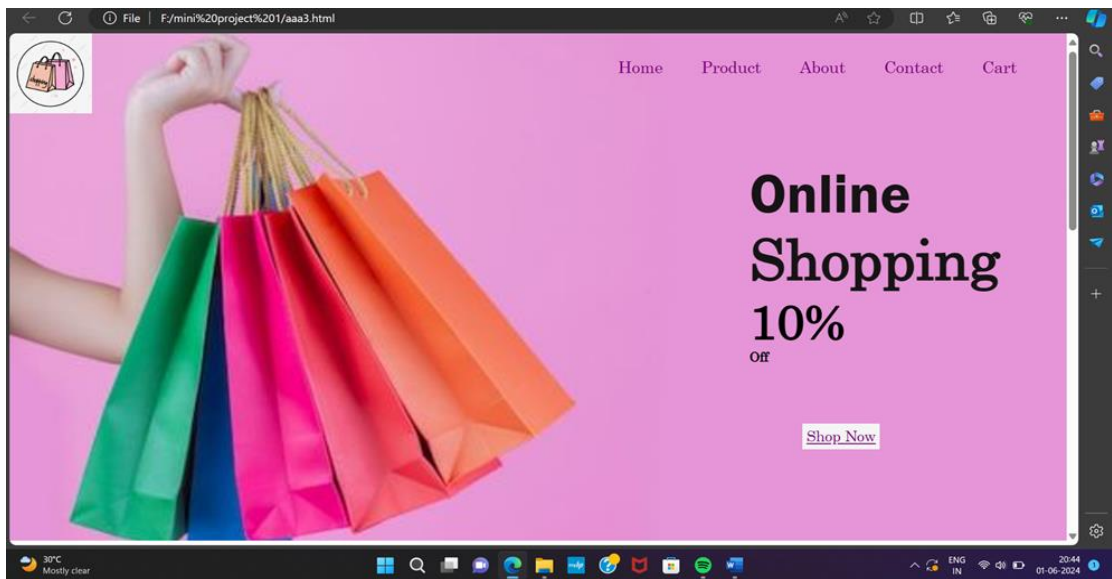 File F:/mini%20project%201/aaa3.html
Home Product About Contact Cart
Online
Shopping
10%
Off
Shop Now
30°C
Mostly clear
ENG
IN
20:44
01-06-2024